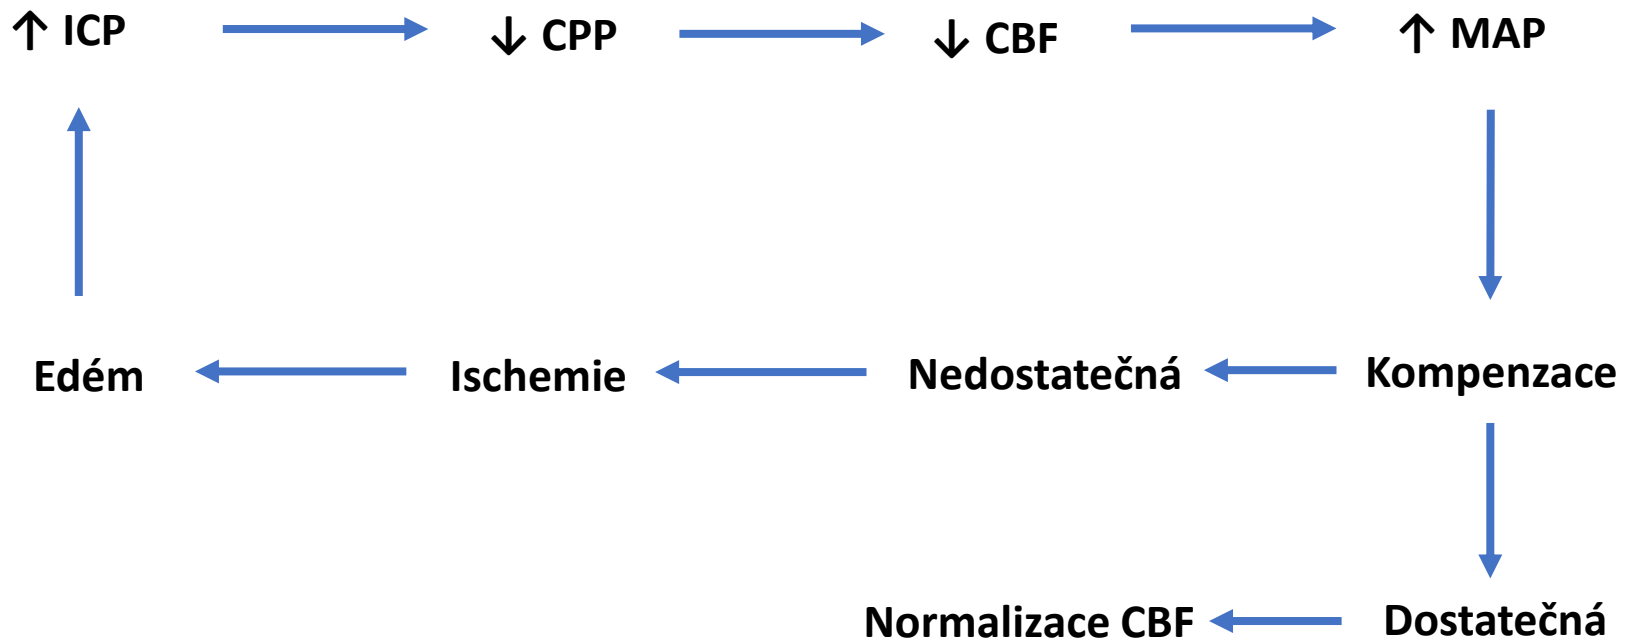 ↑ ICP
↓ CPP
↓ CBF
↑ MAP
Edém
Ischemie
Nedostatečná
Kompenzace
Normalizace CBF
Dostatečná